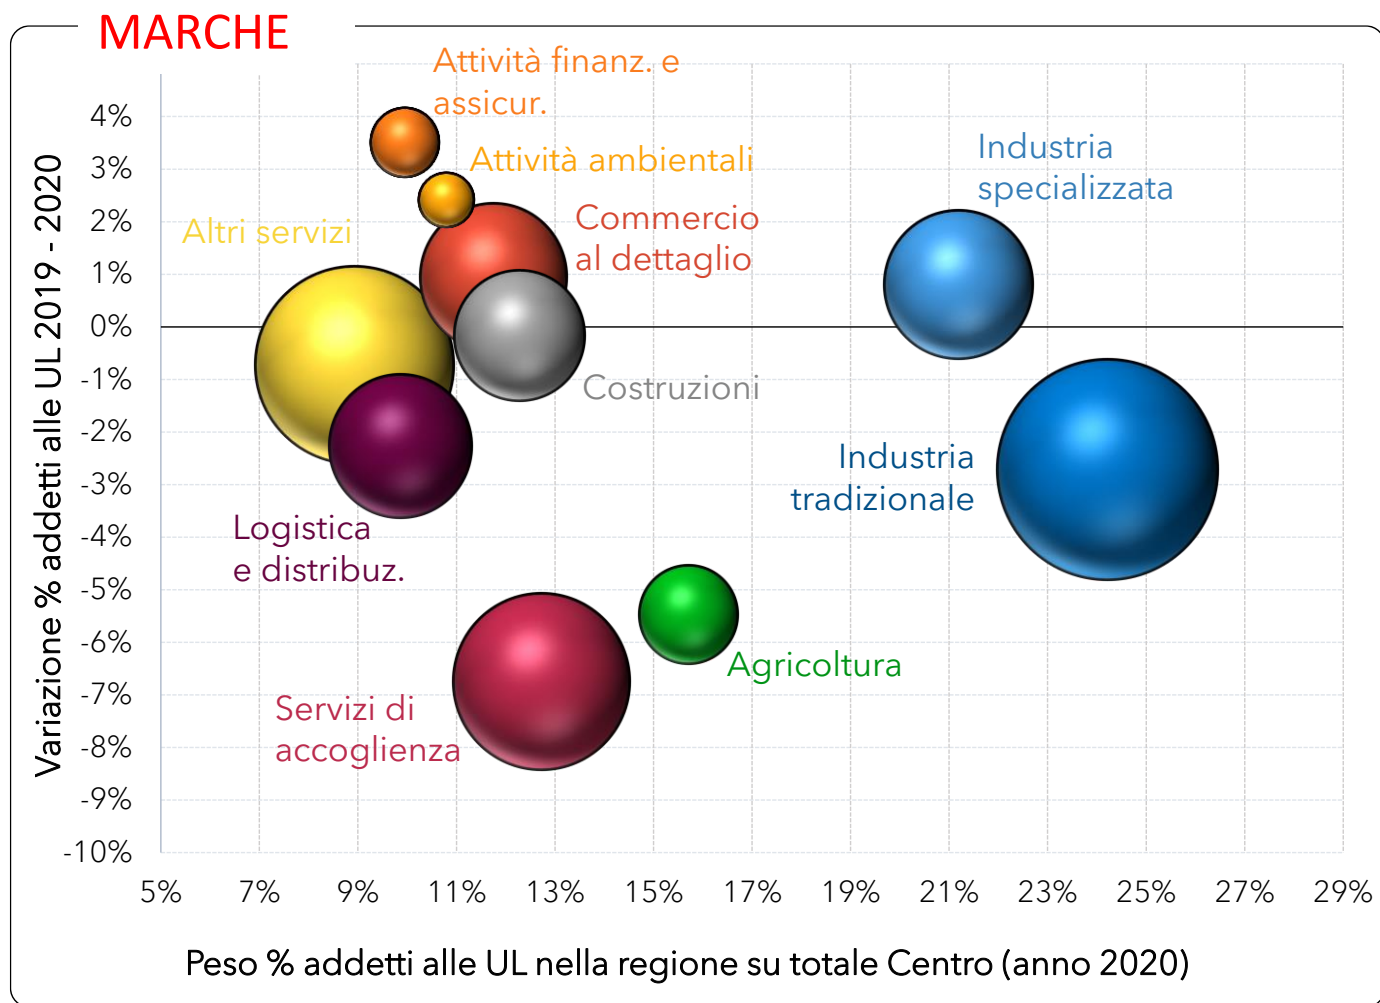 MARCHE
Attività finanz. e
assicur.
Attività ambientali
Altri servizi
Commercio
al dettaglio
Costruzioni
Industria
specializzata
Industria
tradizionale
Logistica
e distribuz.
Agricoltura
Servizi di
accoglienza
Variazione % addetti alle UL 2019 - 2020
4%
3%
2%
1%
0%
-1%
-2%
-3%
-4%
-5%
-6%
-7%
-8%
-9%
-10%
5% 7% 9% 11% 13% 15% 17% 19% 21% 23% 25% 27% 29%
Peso % addetti alle UL nella regione su totale Centro (anno 2020)